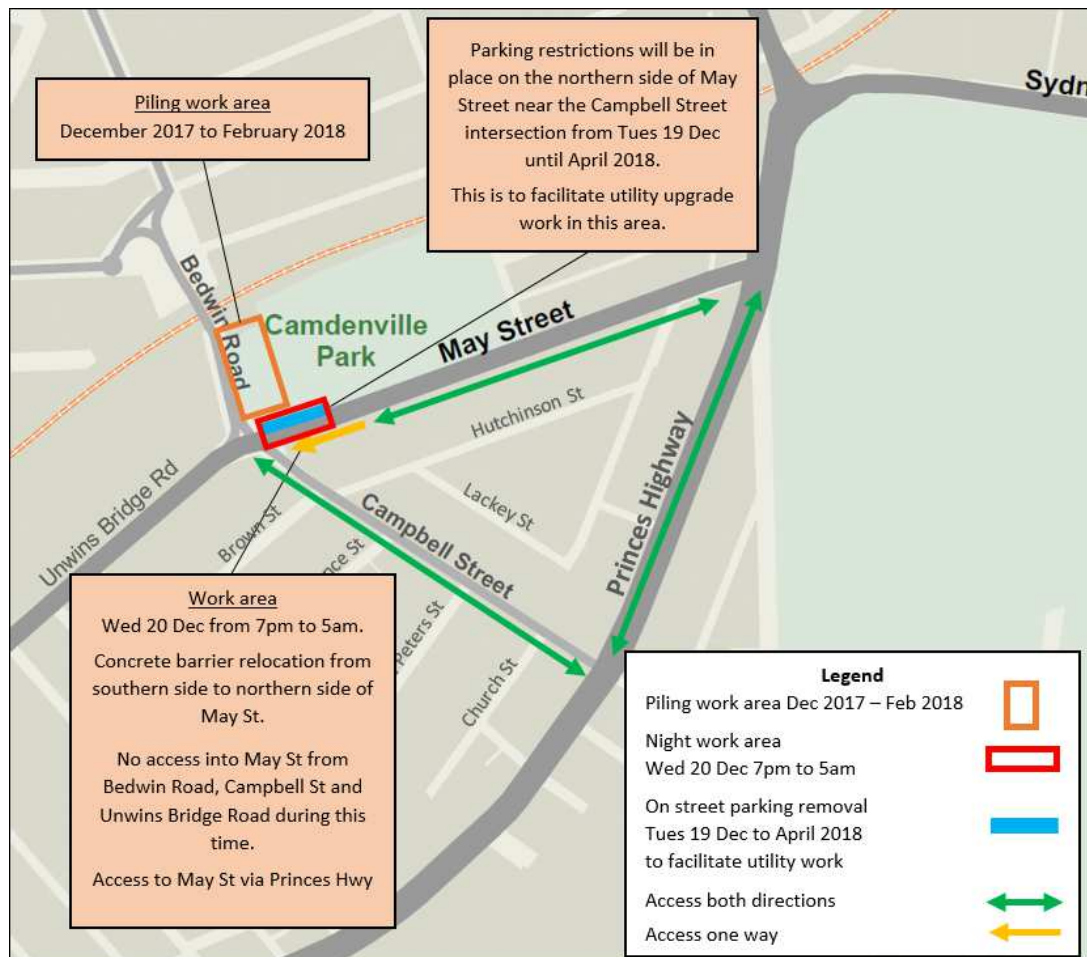 Piling work area
December 2017 to February 2018
Parking restrictions will be in
place on the northern side of May
Street near the Campbell Street
intersection from Tues 19 Dec
until April 2018.
This is to facilitate utility upgrade
work in this area.
Sydn
Bedwin Road
Camdenville
Park
May Street
Hutchinson St
Princes Highway
Lackey St
Unwins Bridge Rd
Brown St
Campbell Street
nce St
Peters St
Church St
Work area
Wed 20 Dec from 7pm to 5am.
Concrete barrier relocation from
southern side to northern side of
May St.
No access into May St from
Bedwin Road, Campbell St and
Unwins Bridge Road during this
time.
Access to May St via Princes Hwy
Legend
Piling work area Dec 2017 – Feb 2018
Night work area
Wed 20 Dec 7pm to 5am
On street parking removal
Tues 19 Dec to April 2018
to facilitate utility work
Access both directions
Access one way